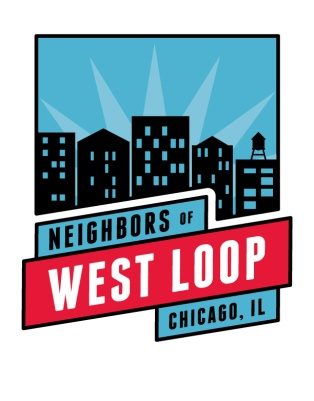 NEIGHBORS OF
WEST LOOP
CHICAGO, IL